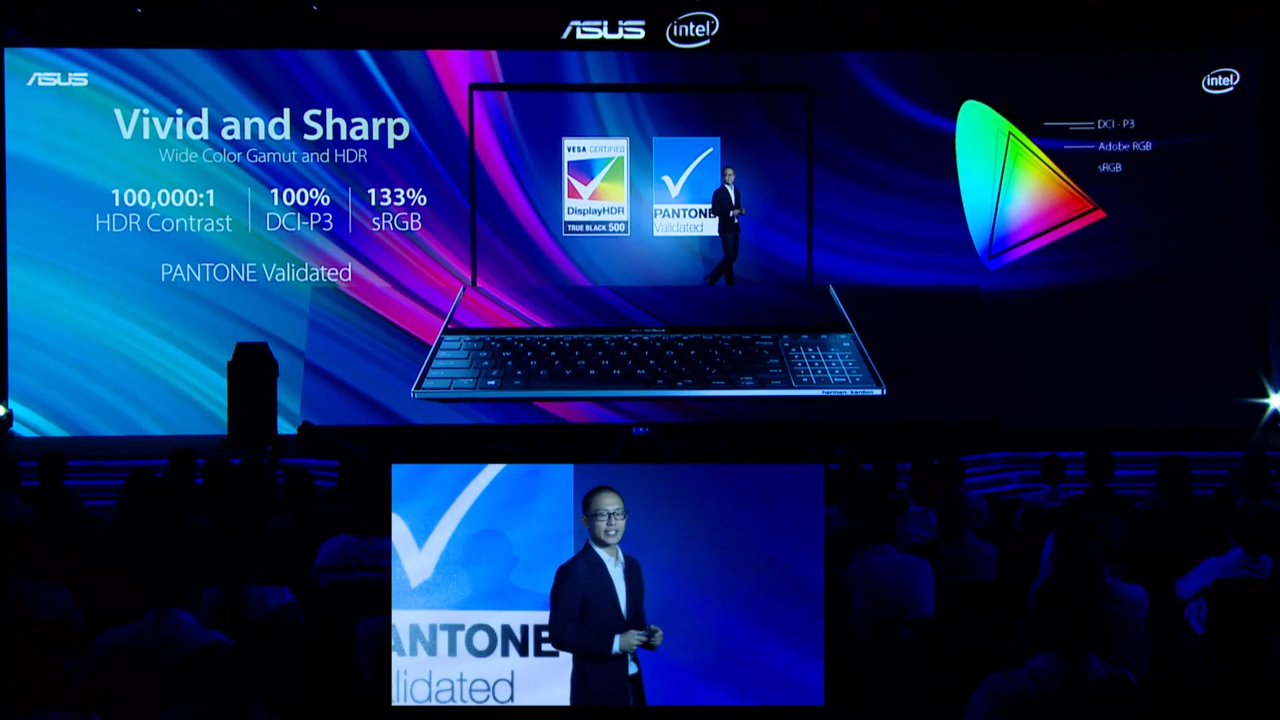 ASUS intel
ASUS
intel
Vivid and Sharp
Wide Color Gamut and HDR
100,000:1
HDR Contrast
100%
DCI-P3
133%
sRGB
PANTONE Validated
VESA CERTIFIED
DisplayHDR
TRUE BLACK 500
PANTONE
Validated
DCI - P3
Adobe RGB
sRGB
harman/kardon
ANTONE
lidated